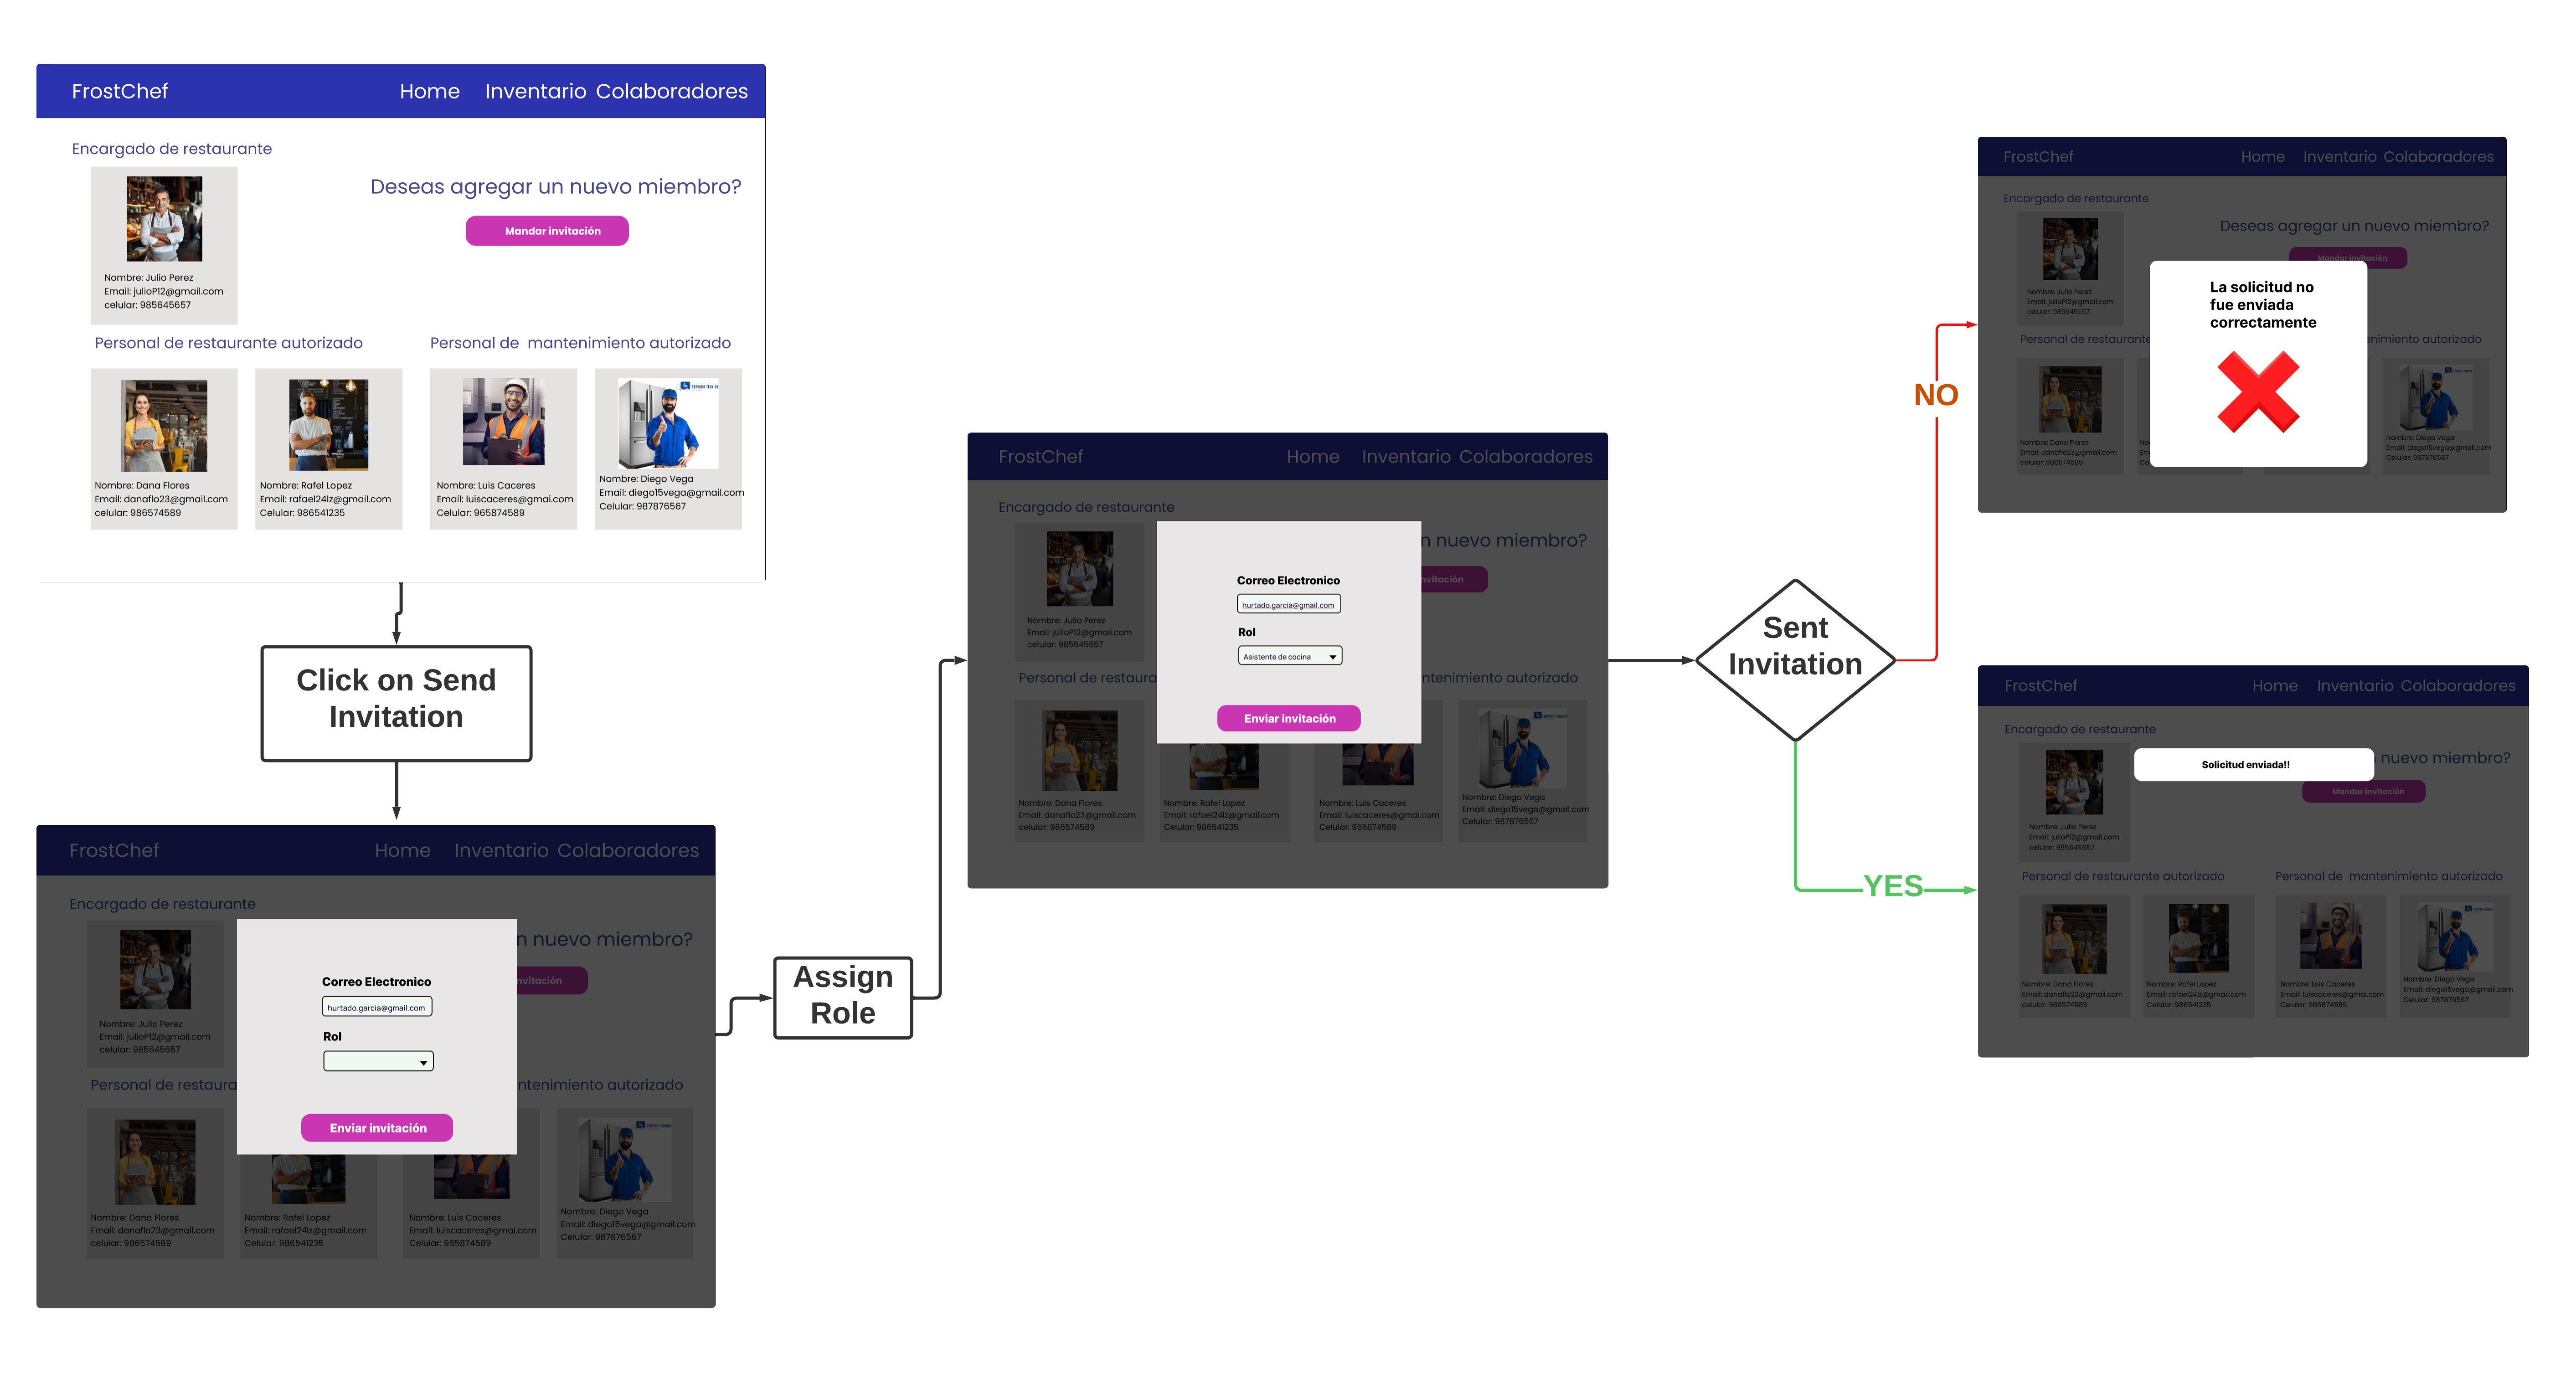 FrostChef Home Inventario Colaboradores
Encargado de restaurante
Deseas agregar un nuevo miembro?
Mandar invitación
Nombre: Julio Perez
Email: julioP12@gmail.com
celular: 985645657
Personal de restaurante autorizado
Personal de mantenimiento autorizado
Nombre: Dana Flores
Email: danaflo23@gmail.com
celular: 986574589
Nombre: Rafel Lopez
Email: rafael24lz@gmail.com
Celular: 986541235
Nombre: Luis Caceres
Email: luiscaceres@gmai.com
Celular: 965874589
Nombre: Diego Vega
Email: diego15vega@gmail.com
Celular: 987876567
Click on Send
Invitation
FrostChef Home Inventario Colaboradores
Encargado de restaurante
n nuevo miembro?
nvitación
Correo Electronico
hurtado.garcia@gmail.com
Rol
Enviar invitación
Nombre: Julio Perez
Email: julioP12@gmail.com
celular: 985645657
Personal de restaura
ntenimiento autorizado
Nombre: Dana Flores
Email: danaflo23@gmail.com
celular: 986574589
Nombre: Rafel Lopez
Email: rafael24lz@gmail.com
Celular: 986541235
Nombre: Luis Caceres
Email: luiscaceres@gmai.com
Celular: 965874589
Nombre: Diego Vega
Email: diego15vega@gmail.com
Celular: 987876567
Assign
Role
FrostChef Home Inventario Colaboradores
Encargado de restaurante
n nuevo miembro?
nvitación
Correo Electronico
hurtado.garcia@gmail.com
Rol
Asistente de cocina
Enviar invitación
Nombre: Julio Perez
Email: julioP12@gmail.com
celular: 985645657
Personal de restaura
ntenimiento autorizado
Nombre: Dana Flores
Email: danaflo23@gmail.com
celular: 986574589
Nombre: Rafel Lopez
Email: rafael24lz@gmail.com
Celular: 986541235
Nombre: Luis Caceres
Email: luiscaceres@gmai.com
Celular: 965874589
Nombre: Diego Vega
Email: diego15vega@gmail.com
Celular: 987876567
Sent
Invitation
NO
FrostChef Home Inventario Colaboradores
Encargado de restaurante
Deseas agregar un nuevo miembro?
Mandar invitación
La solicitud no
fue enviada
correctamente
Nombre: Julio Perez
Email: julioP12@gmail.com
celular: 985645657
Personal de restaurante
enimiento autorizado
Nombre: Dana Flores
Email: danaflo23@gmail.com
celular: 986574589
Nombre: Diego Vega
Email: diego15vega@gmail.com
Celular: 987876567
YES
FrostChef Home Inventario Colaboradores
Encargado de restaurante
Solicitud enviada!!
n nuevo miembro?
Mandar invitación
Nombre: Julio Perez
Email: julioP12@gmail.com
celular: 985645657
Personal de restaurante autorizado
Personal de mantenimiento autorizado
Nombre: Dana Flores
Email: danaflo23@gmail.com
celular: 986574589
Nombre: Rafel Lopez
Email: rafael24lz@gmail.com
Celular: 986541235
Nombre: Luis Caceres
Email: luiscaceres@gmai.com
Celular: 965874589
Nombre: Diego Vega
Email: diego15vega@gmail.com
Celular: 987876567